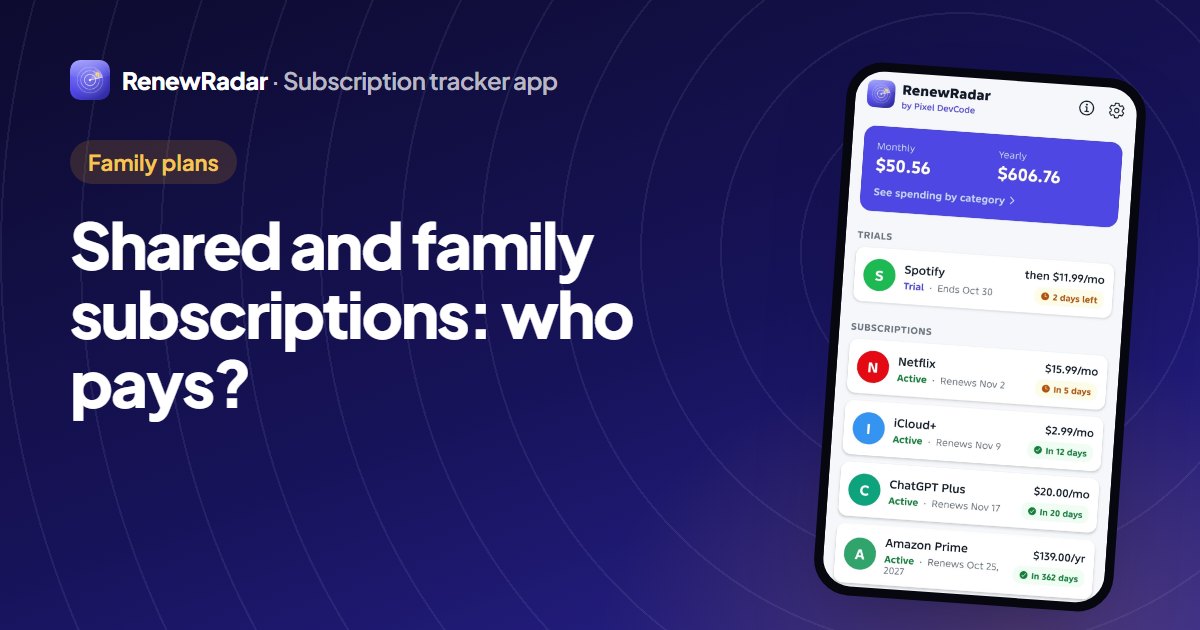 RenewRadar · Subscription tracker app
Family plans
Shared and family
subscriptions: who
pays?
RenewRadar
by Pixel DevCode
Monthly
$50.56
Yearly
$606.76
See spending by category >
TRIALS
S
Spotify
then $11.99/mo
Trial · Ends Oct 30
2 days left
SUBSCRIPTIONS
N
Netflix
$15.99/mo
Active · Renews Nov 2
In 5 days
I
iCloud+
$2.99/mo
Active · Renews Nov 9
In 12 days
C
ChatGPT Plus
$20.00/mo
Active · Renews Nov 17
In 20 days
A
Amazon Prime
$139.00/yr
Active · Renews Oct 25,
2027
In 362 days